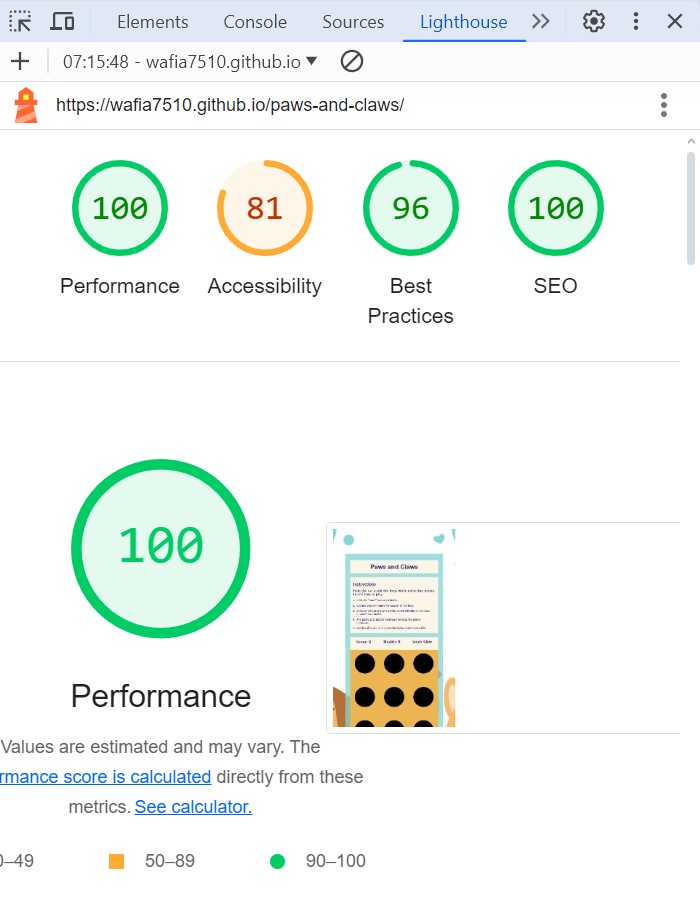 Elements Console Sources Lighthouse
07:15:48 - wafia7510.github.io
https://wafia7510.github.io/paws-and-claws/
100 81 96 100
Performance Accessibility Best Practices SEO
100
Paws and Claws
Instructions
Performance
Values are estimated and may vary. The
rmance score is calculated directly from these
metrics. See calculator.
0–49 50–89 90–100